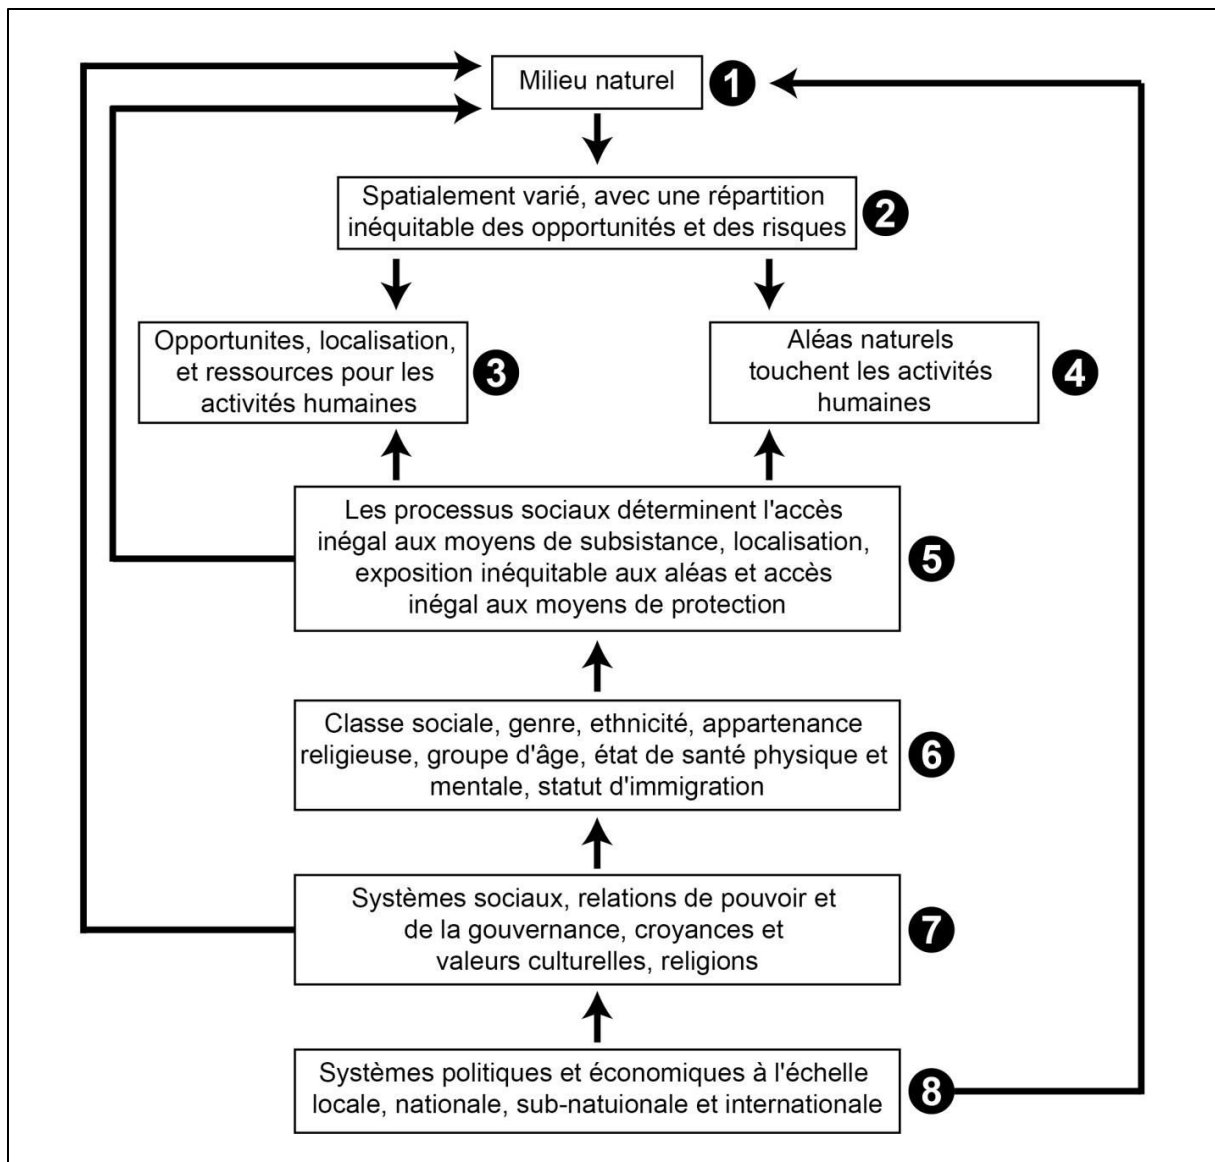 Milieu naturel
1
Spatialement varié, avec une répartition
inéquitable des opportunités et des risques
2
Opportunites, localisation,
et ressources pour les
activités humaines
3
Aléas naturels
touchent les activités
humaines
4
Les processus sociaux déterminent l'accès
inégal aux moyens de subsistance, localisation,
exposition inéquitable aux aléas et accès
inégal aux moyens de protection
5
Classe sociale, genre, ethnicité, appartenance
religieuse, groupe d'âge, état de santé physique et
mentale, statut d'immigration
6
Systèmes sociaux, relations de pouvoir et
de la gouvernance, croyances et
valeurs culturelles, religions
7
Systèmes politiques et économiques à l'échelle
locale, nationale, sub-natuionale et internationale
8